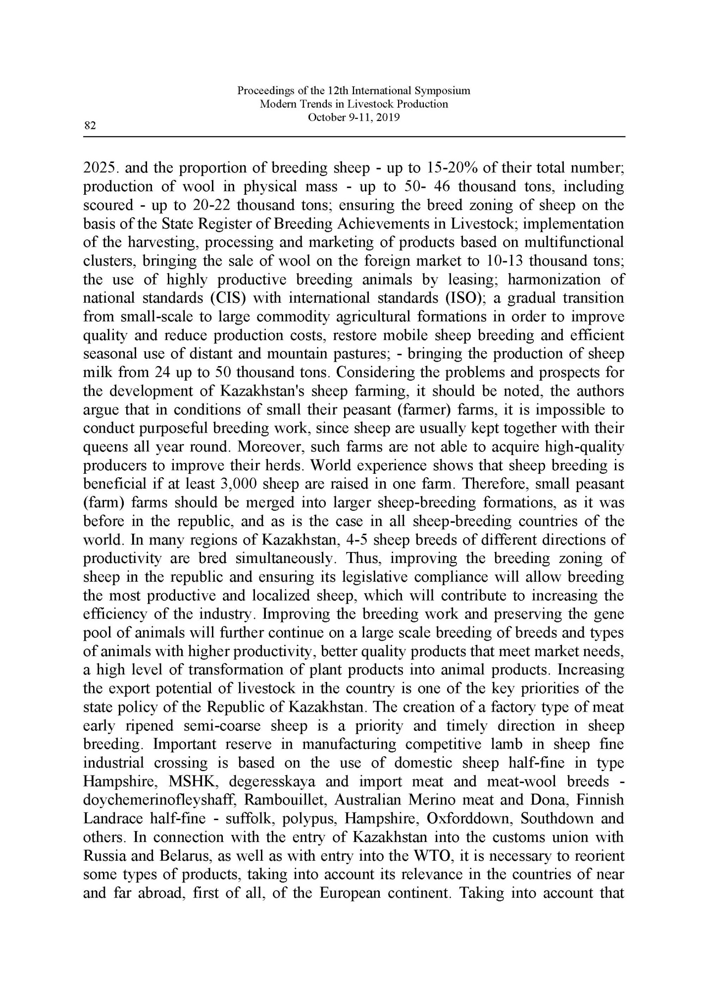 Proceedings of the 12th International Symposium
Modern Trends in Livestock Production
October 9-11, 2019
82
2025. and the proportion of breeding sheep - up to 15-20% of their total number;
production of wool in physical mass - up to 50- 46 thousand tons, including
scoured - up to 20-22 thousand tons; ensuring the breed zoning of sheep on the
basis of the State Register of Breeding Achievements in Livestock; implementation
of the harvesting, processing and marketing of products based on multifunctional
clusters, bringing the sale of wool on the foreign market to 10-13 thousand tons;
the use of highly productive breeding animals by leasing; harmonization of
national standards (CIS) with international standards (ISO); a gradual transition
from small-scale to large commodity agricultural formations in order to improve
quality and reduce production costs, restore mobile sheep breeding and efficient
seasonal use of distant and mountain pastures; - bringing the production of sheep
milk from 24 up to 50 thousand tons. Considering the problems and prospects for
the development of Kazakhstan's sheep farming, it should be noted, the authors
argue that in conditions of small their peasant (farmer) farms, it is impossible to
conduct purposeful breeding work, since sheep are usually kept together with their
queens all year round. Moreover, such farms are not able to acquire high-quality
producers to improve their herds. World experience shows that sheep breeding is
beneficial if at least 3,000 sheep are raised in one farm. Therefore, small peasant
(farm) farms should be merged into larger sheep-breeding formations, as it was
before in the republic, and as is the case in all sheep-breeding countries of the
world. In many regions of Kazakhstan, 4-5 sheep breeds of different directions of
productivity are bred simultaneously. Thus, improving the breeding zoning of
sheep in the republic and ensuring its legislative compliance will allow breeding
the most productive and localized sheep, which will contribute to increasing the
efficiency of the industry. Improving the breeding work and preserving the gene
pool of animals will further continue on a large scale breeding of breeds and types
of animals with higher productivity, better quality products that meet market needs,
a high level of transformation of plant products into animal products. Increasing
the export potential of livestock in the country is one of the key priorities of the
state policy of the Republic of Kazakhstan. The creation of a factory type of meat
early ripened semi-coarse sheep is a priority and timely direction in sheep
breeding. Important reserve in manufacturing competitive lamb in sheep fine
industrial crossing is based on the use of domestic sheep half-fine in type
Hampshire, MSHK, degeresskaya and import meat and meat-wool breeds -
doychemerinofleyshaff, Rambouillet, Australian Merino meat and Dona, Finnish
Landrace half-fine - suffolk, polypus, Hampshire, Oxforddown, Southdown and
others. In connection with the entry of Kazakhstan into the customs union with
Russia and Belarus, as well as with entry into the WTO, it is necessary to reorient
some types of products, taking into account its relevance in the countries of near
and far abroad, first of all, of the European continent. Taking into account that